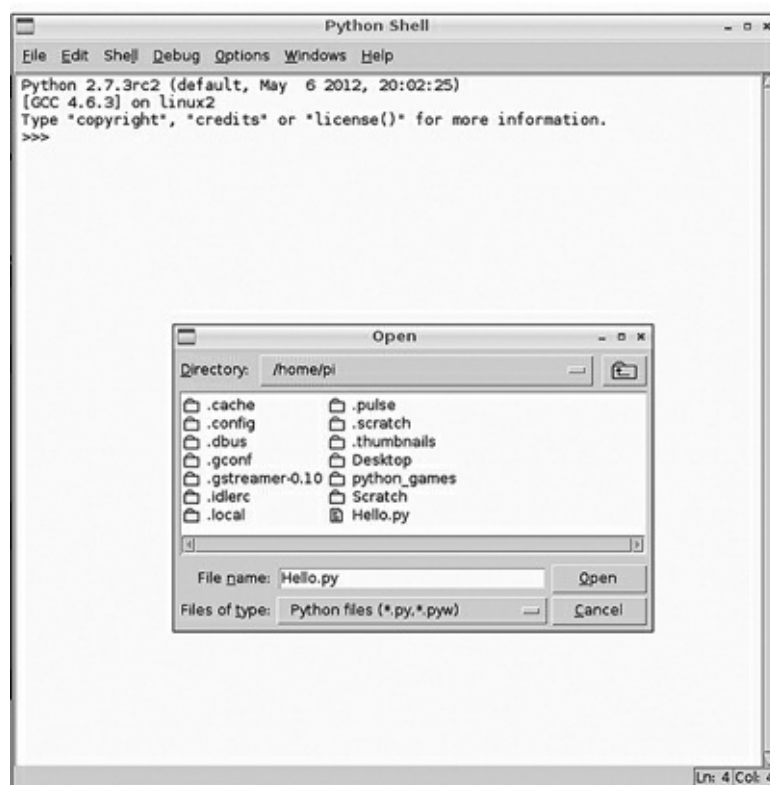 Python Shell
File Edit Shell Debug Options Windows Help
Python 2.7.3rc2 (default, May  6 2012, 20:02:25)
[GCC 4.6.3] on linux2
Type "copyright", "credits" or "license()" for more information.
>>>
Open
Directory: /home/pi
.cache .pulse
.config .scratch
.dbus .thumbnails
.gconf Desktop
.gstreamer-0.10 python_games
.idlerc Scratch
.local Hello.py
File name: Hello.py Open
Files of type: Python files (*.py,*.pyw) Cancel
Ln: 4 Col: 4